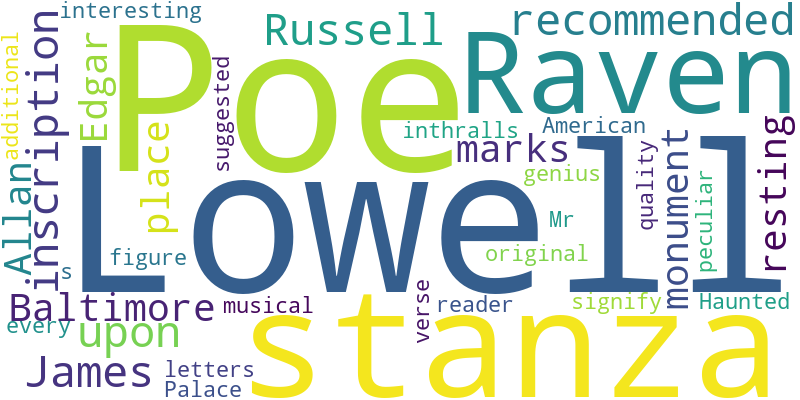 interesting
Poe
Russell
recommended
Raven
additional
inscription
Edgar
suggested
place
Allan
inthralls
American
marks
genius
quality
monument
peculiar
resting
Lowell
Mr
original
figure
s
Baltimore
musical
verse
reader
signify
Haunted
every
upon
stanza
James
letters
Palace